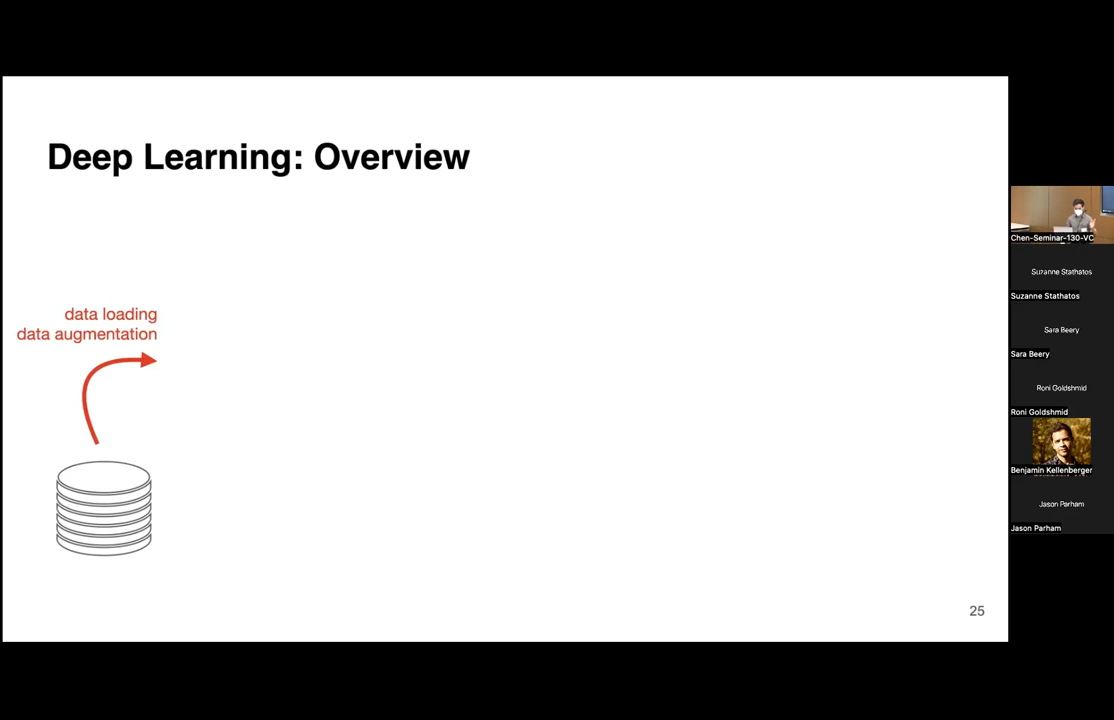 Deep Learning: Overview
data loading
data augmentation
25
Chen-Seminar-130-VC
Suzanne Stathatos
Suzanne Stathatos
Sara Beery
Sara Beery
Roni Goldshmid
Roni Goldshmid
Benjamin Kellenberger
Jason Parham
Jason Parham